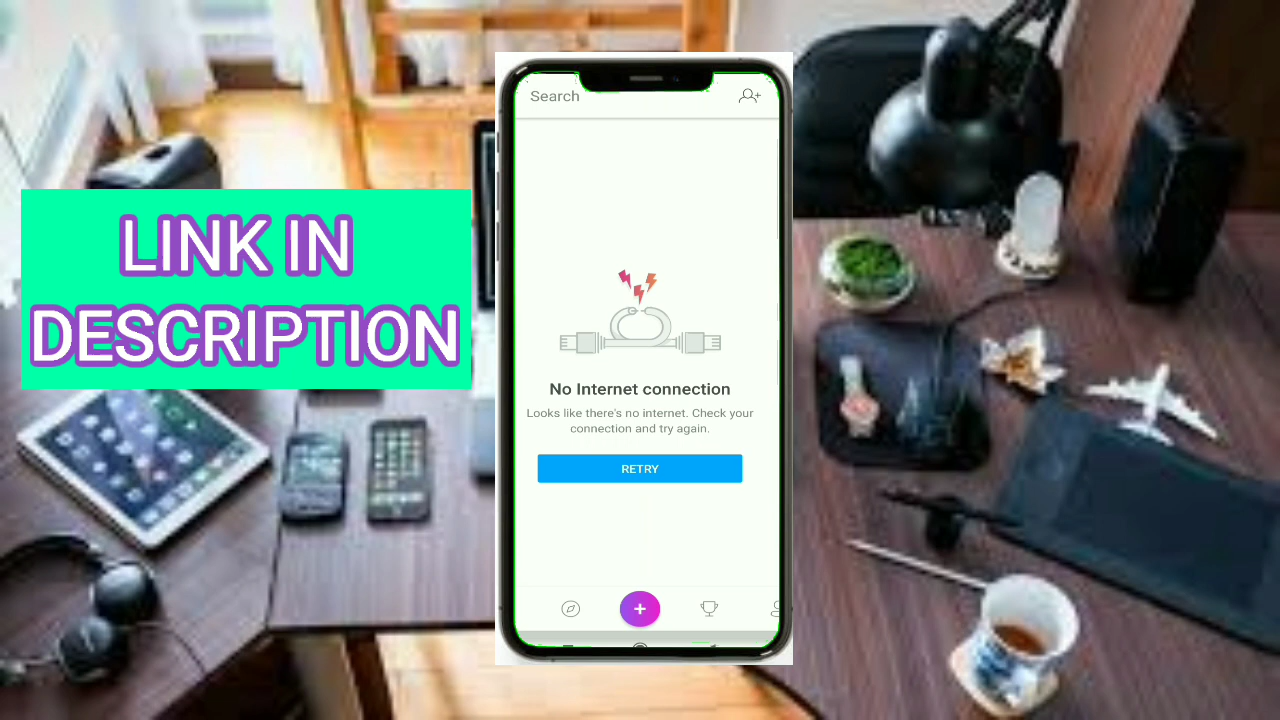 LINK IN
DESCRIPTION
Search
No Internet connection
Looks like there's no internet. Check your
connection and try again.
RETRY